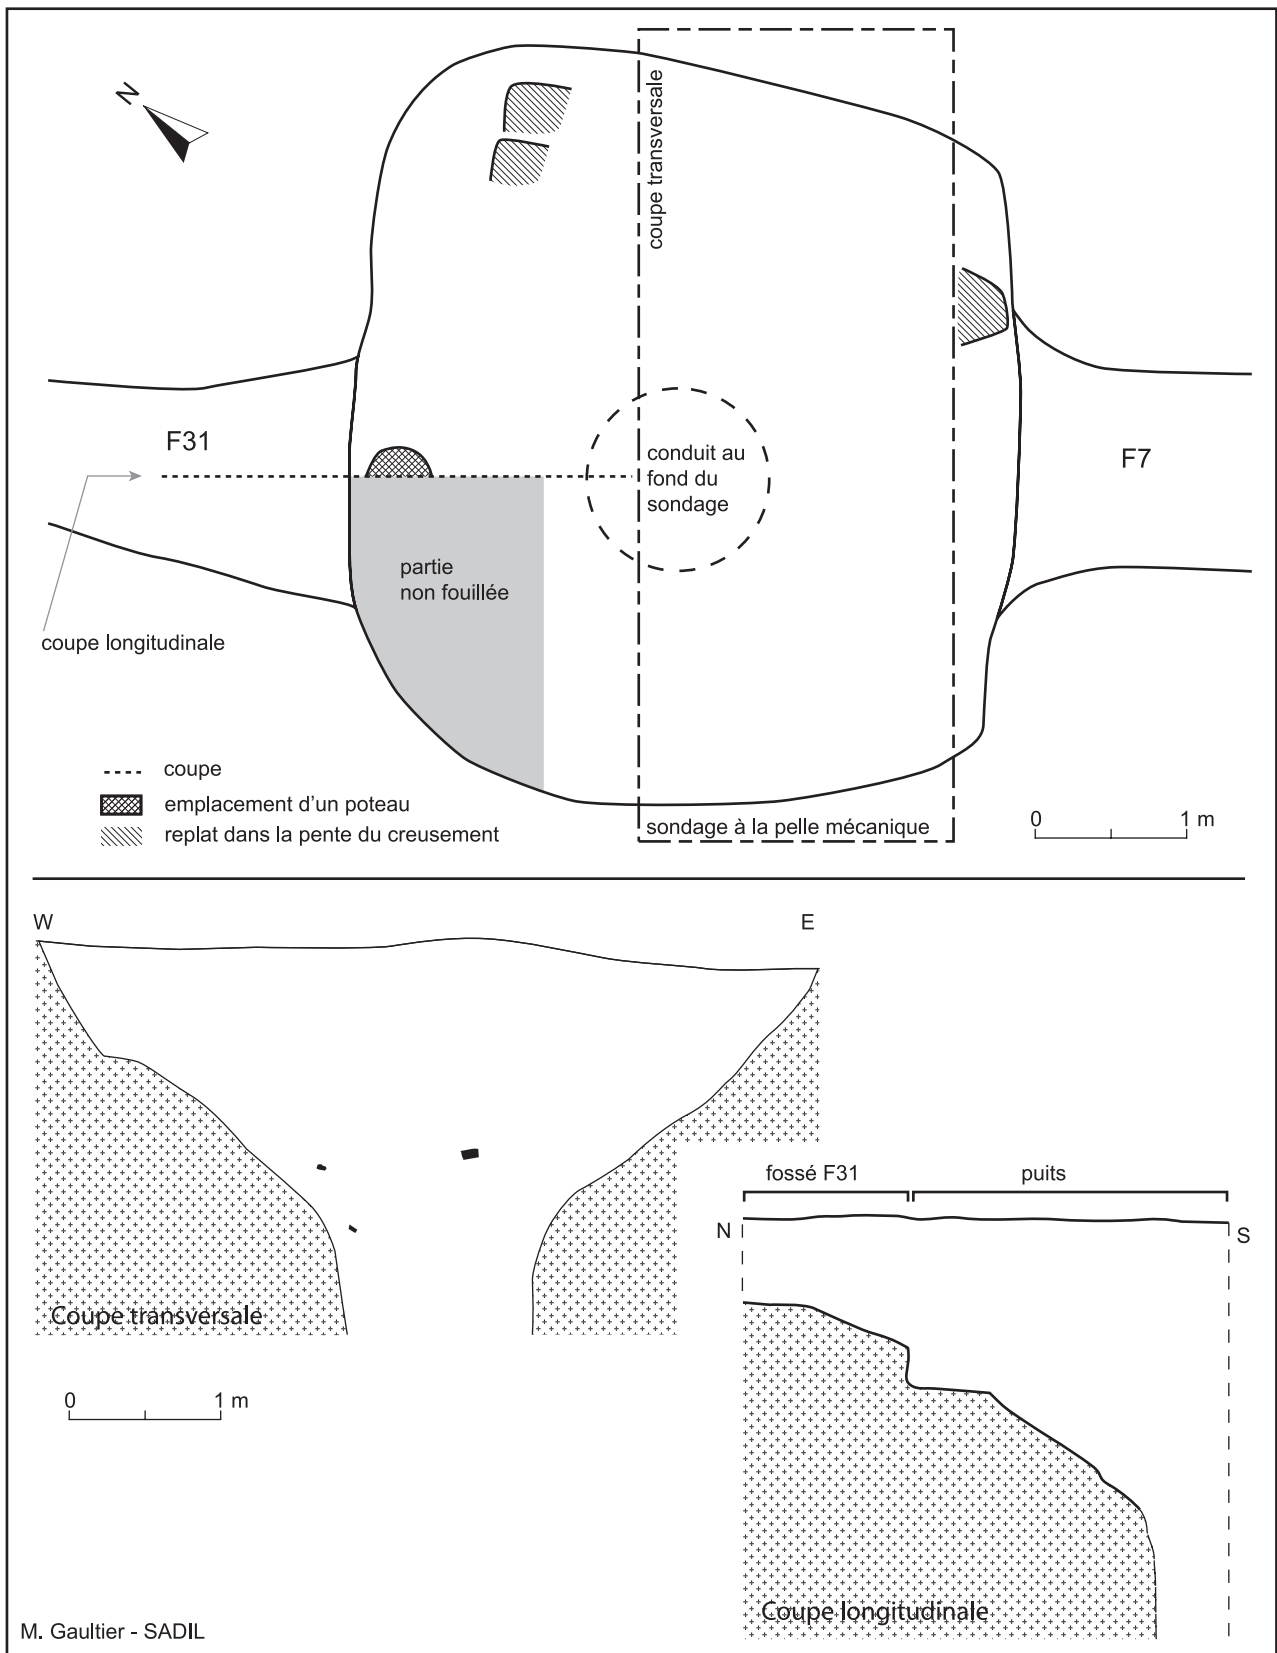 N
coupe transversale
F31
conduit au
fond du
sondage
F7
partie
non fouillée
coupe longitudinale
coupe
emplacement d'un poteau
replat dans la pente du creusement
sondage à la pelle mécanique
0 1 m
W E
fossé F31 puits
N S
Coupe transversale
0 1 m
Coupe longitudinale
M. Gaultier - SADIL